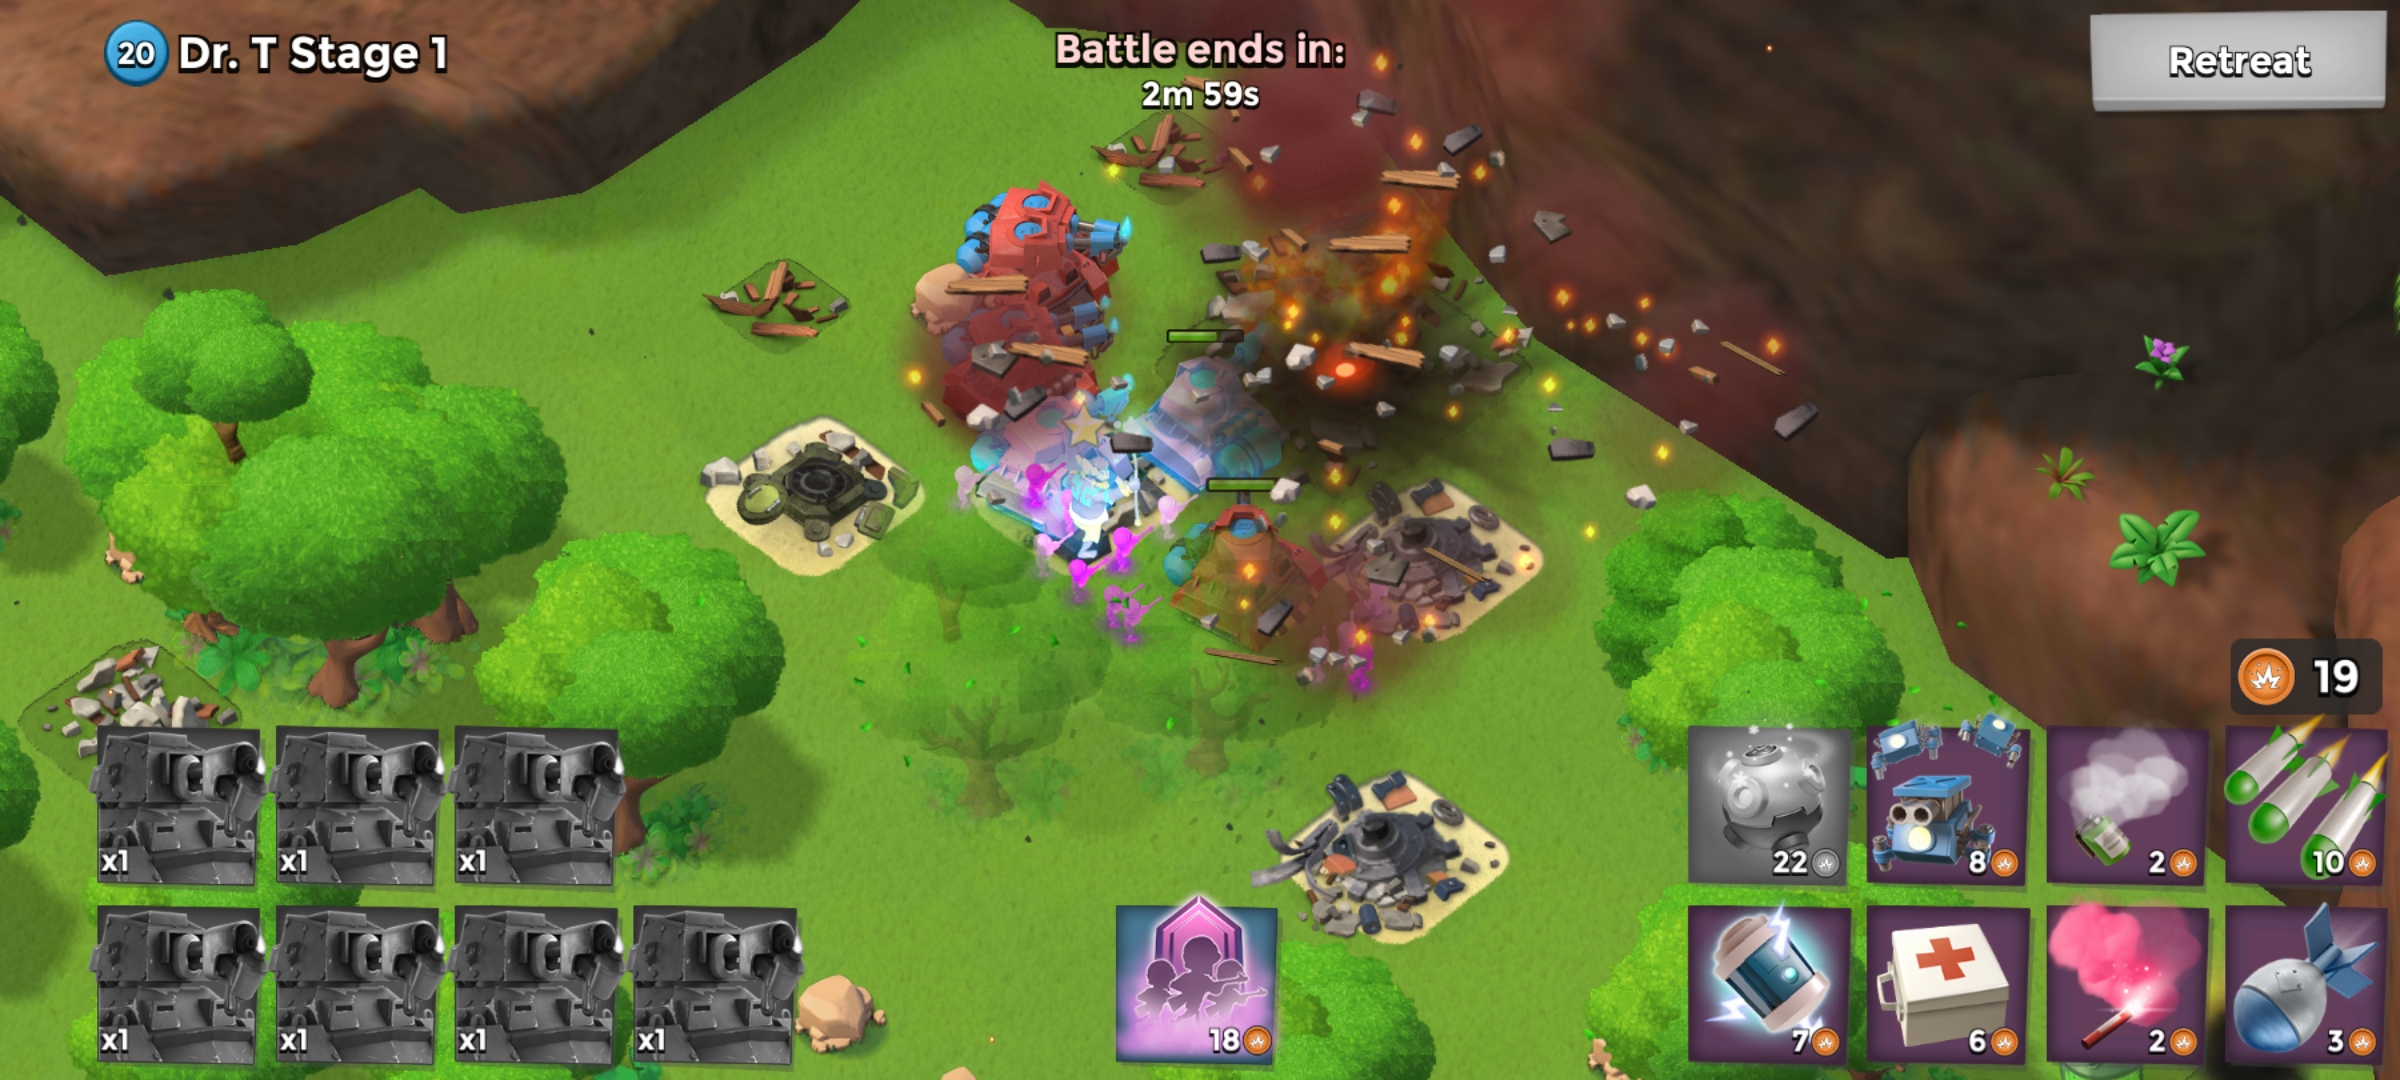 20 Dr. T Stage 1
Battle ends in:
2m 59s
Retreat
19
x1 x1 x1
22 8 2 10
x1 x1 x1 x1
18
7 6 2 3